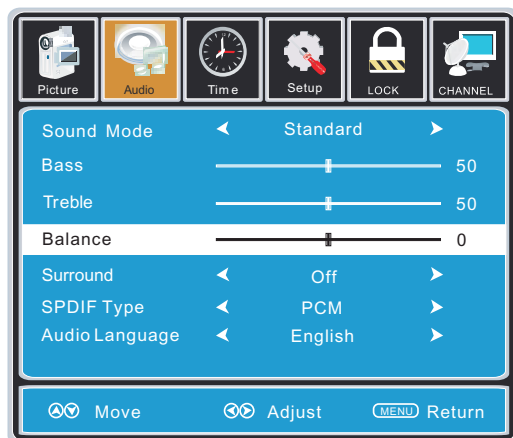 Picture Audio Time Setup LOCK CHANNEL
Sound Mode Standard
Bass 50
Treble 50
Balance 0
Surround Off
SPDIF Type PCM
Audio Language English
Move Adjust MENU Return